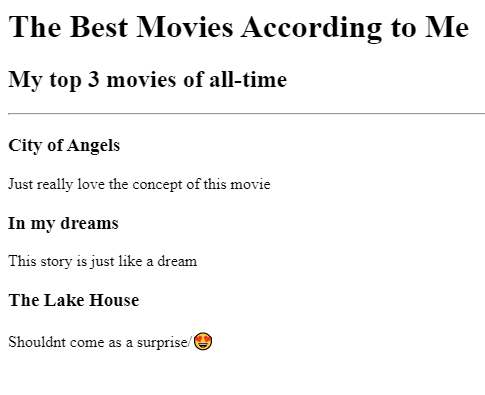 The Best Movies According to Me
My top 3 movies of all-time
City of Angels
Just really love the concept of this movie
In my dreams
This story is just like a dream
The Lake House
Shouldnt come as a surprise/😍